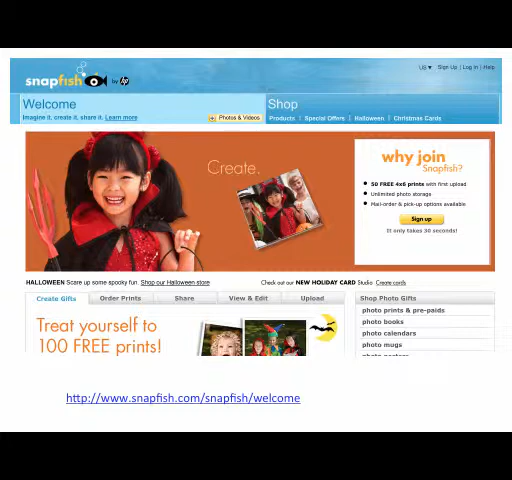 snapfish by hp
US Sign Up | Log in | Help
Welcome
Imagine it. create it, share it. Learn more
Photos & Videos
Shop
Products | Special Offers | Halloween | Christmas Cards
Create.
why join
Snapfish?
50 FREE 4x6 prints with first upload
Unlimited photo storage
Mail-order & pick-up options available
Sign up
It only takes 30 seconds!
HALLOWEEN Scare up some spooky fun. Shop our Halloween store
Check out our NEW HOLIDAY CARD Studio Create cards
Create Gifts Order Prints Share View & Edit Upload
Shop Photo Gifts
Treat yourself to
100 FREE prints!
photo prints & pre-paids
photo books
photo calendars
photo mugs
http://www.snapfish.com/snapfish/welcome